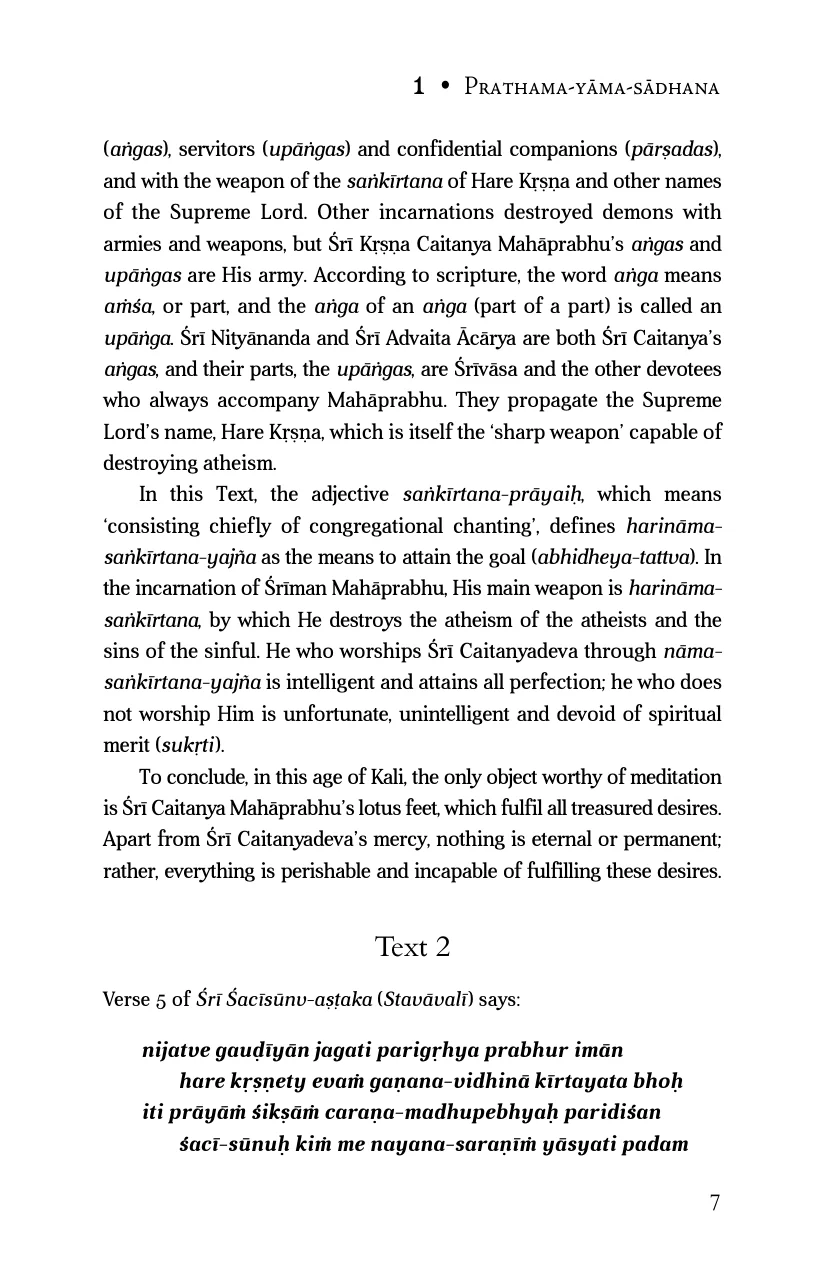 1 • Prathama-yāma-sādhana
(aṅgas), servitors (upāṅgas) and confidential companions (pārṣadas),
and with the weapon of the saṅkīrtana of Hare Kṛṣṇa and other names
of the Supreme Lord. Other incarnations destroyed demons with
armies and weapons, but Śrī Kṛṣṇa Caitanya Mahāprabhu’s aṅgas and
upāṅgas are His army. According to scripture, the word aṅga means
aṁśa, or part, and the aṅga of an aṅga (part of a part) is called an
upāṅga. Śrī Nityānanda and Śrī Advaita Ācārya are both Śrī Caitanya’s
aṅgas, and their parts, the upāṅgas, are Śrīvāsa and the other devotees
who always accompany Mahāprabhu. They propagate the Supreme
Lord’s name, Hare Kṛṣṇa, which is itself the ‘sharp weapon’ capable of
destroying atheism.
In this Text, the adjective saṅkīrtana-prāyaiḥ, which means
‘consisting chiefly of congregational chanting’, defines harināma-
saṅkīrtana-yajña as the means to attain the goal (abhidheya-tattva). In
the incarnation of Śrīman Mahāprabhu, His main weapon is harināma-
saṅkīrtana, by which He destroys the atheism of the atheists and the
sins of the sinful. He who worships Śrī Caitanyadeva through nāma-
saṅkīrtana-yajña is intelligent and attains all perfection; he who does
not worship Him is unfortunate, unintelligent and devoid of spiritual
merit (sukṛti).
To conclude, in this age of Kali, the only object worthy of meditation
is Śrī Caitanya Mahāprabhu’s lotus feet, which fulfil all treasured desires.
Apart from Śrī Caitanyadeva’s mercy, nothing is eternal or permanent;
rather, everything is perishable and incapable of fulfilling these desires.
Text 2
Verse 5 of Śrī Śacīsūnv-aṣṭaka (Stavāvalī) says:
nijatve gauḍīyān jagati parigṛhya prabhur imān
hare kṛṣṇety evaṁ gaṇana-vidhinā kīrtayata bhoḥ
iti prāyāṁ śikṣāṁ caraṇa-madhupebhyaḥ paridiśan
śacī-sūnuḥ kiṁ me nayana-saraṇīṁ yāsyati padam
7